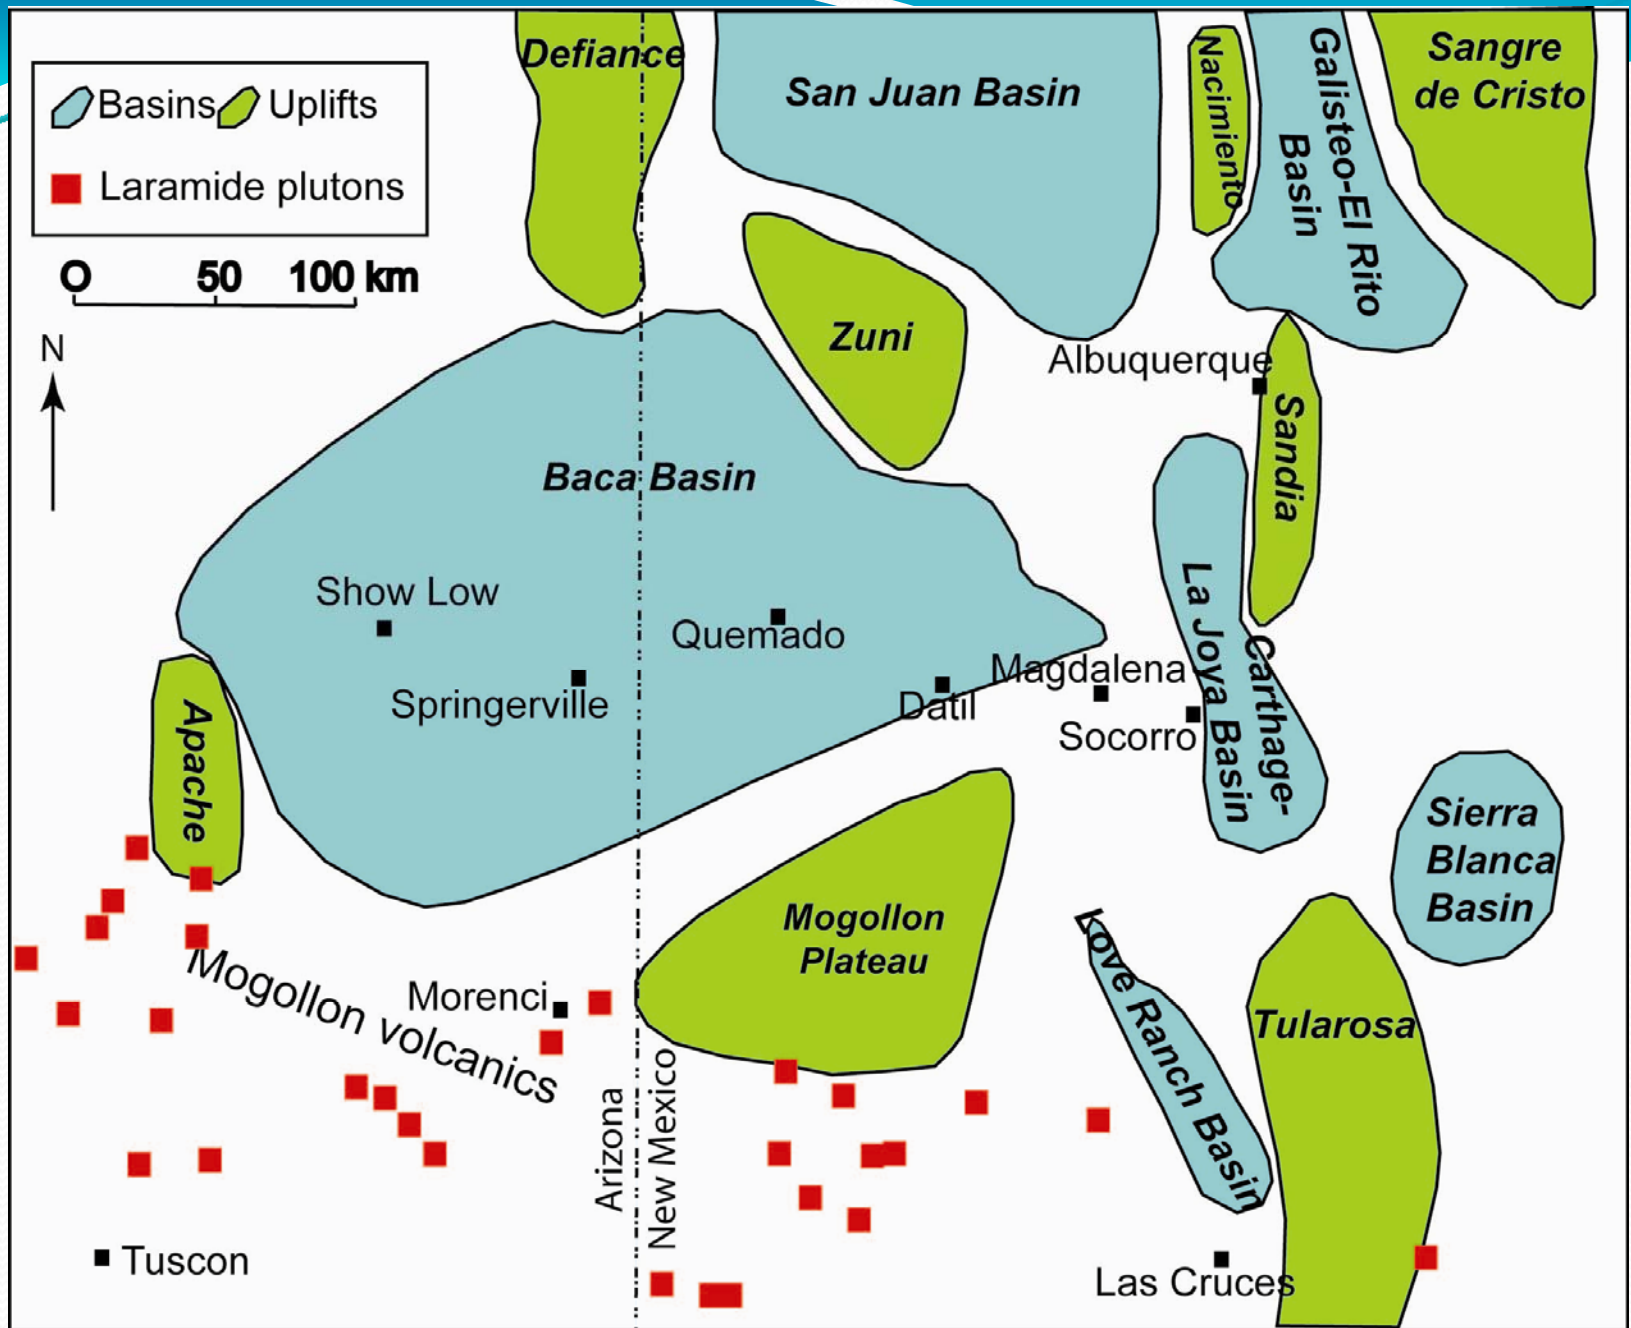 Defiance
San Juan Basin
Nacimiento
Galisteo-El Rito
Basin
Sangre
de Cristo
Basins
Uplifts
Laramide plutons
O 50 100 km
N
Zuni
Albuquerque
Sandia
Baca Basin
Show Low
Quemado
Springerville
Datil
Magdalena
Socorro
La Joya Basin
Carthage-
Apache
Sierra
Blanca
Basin
Mogollon
Plateau
Love Ranch Basin
Tularosa
Mogollon volcanics
Morenci
Arizona
New Mexico
Tuscon
Las Cruces